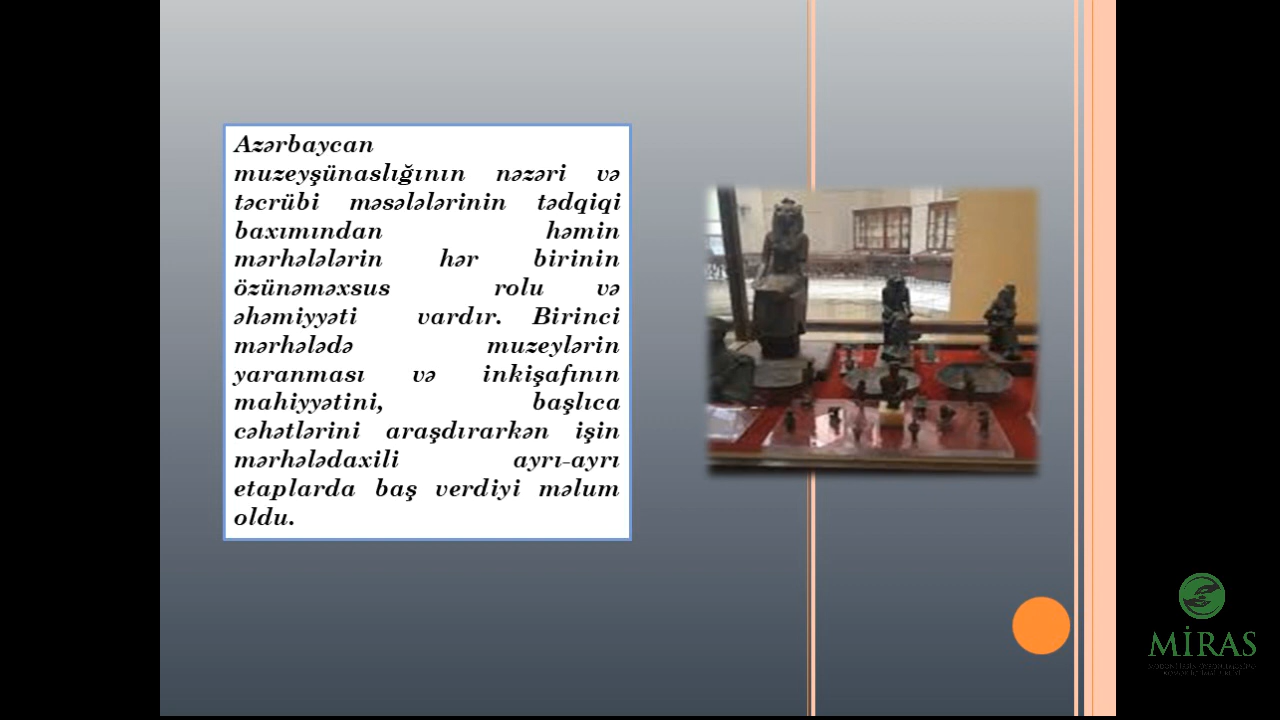 Azərbaycan
muzeyşünaslığının nəzəri və
təcrübi məsələlərinin tədqiqi
baxımından həmin
mərhələlərin hər birinin
özünəməxsus rolu və
əhəmiyyəti vardır. Birinci
mərhələdə muzeylərin
yaranması və inkişafının
mahiyyətini, başlıca
cəhətlərini araşdırarkən işin
mərhələdaxili ayrı-ayrı
etaplarda baş verdiyi məlum
oldu.
MİRAS